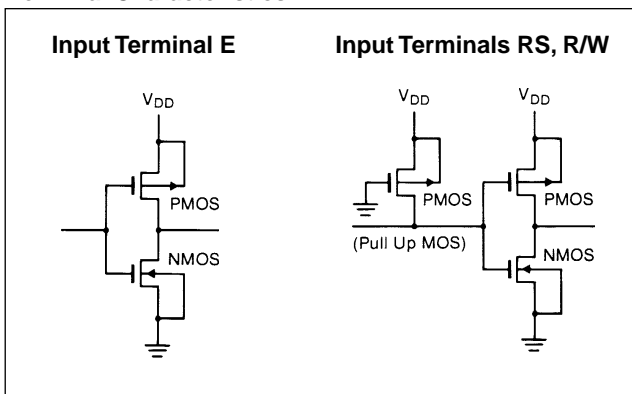 Input Terminal E
Input Terminals RS, R/W
VDD
PMOS
NMOS
VDD
VDD
PMOS
PMOS
(Pull Up MOS)
NMOS